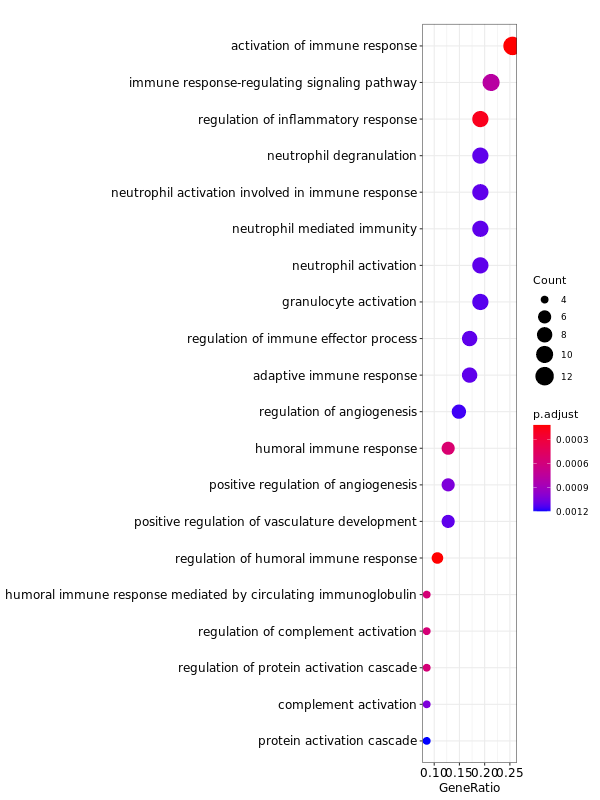 activation of immune response
immune response-regulating signaling pathway
regulation of inflammatory response
neutrophil degranulation
neutrophil activation involved in immune response
neutrophil mediated immunity
neutrophil activation
granulocyte activation
regulation of immune effector process
adaptive immune response
regulation of angiogenesis
humoral immune response
positive regulation of angiogenesis
positive regulation of vasculature development
regulation of humoral immune response
humoral immune response mediated by circulating immunoglobulin
regulation of complement activation
regulation of protein activation cascade
complement activation
protein activation cascade
0.10 0.15 0.20 0.25
GeneRatio
Count
4
6
8
10
12
p.adjust
0.0003
0.0006
0.0009
0.0012